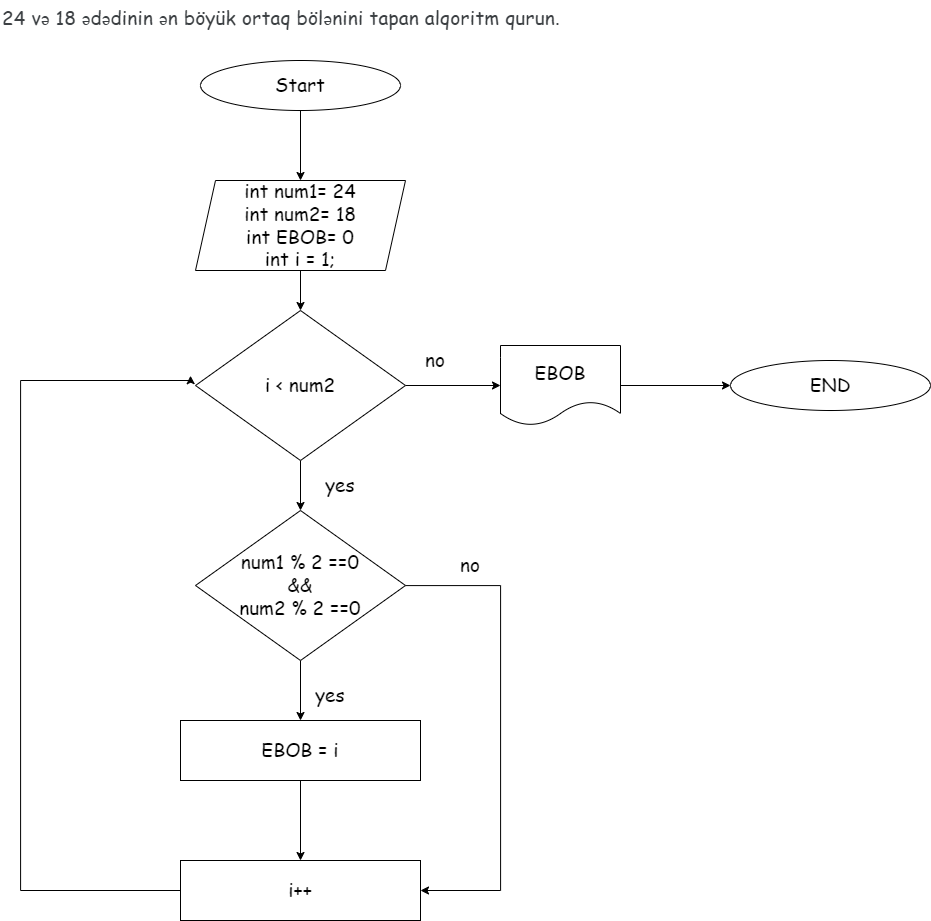 24 və 18 ədədinin ən böyük ortaq bölənini tapan alqoritm qurun.
Start
int num1= 24
int num2= 18
int EBOB= 0
int i = 1;
i < num2
no
EBOB
END
yes
num1 % 2 ==0
&&
num2 % 2 ==0
no
yes
EBOB = i
i++